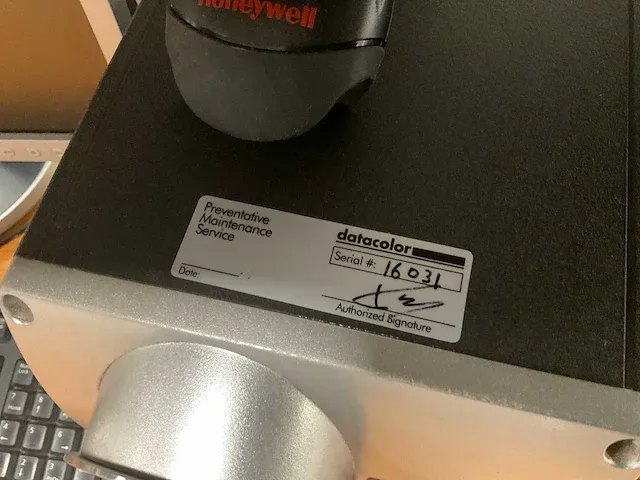 Honeywell
Preventative
Maintenance
Service
datacolor
Serial #: 16031
Date:
Authorized Signature